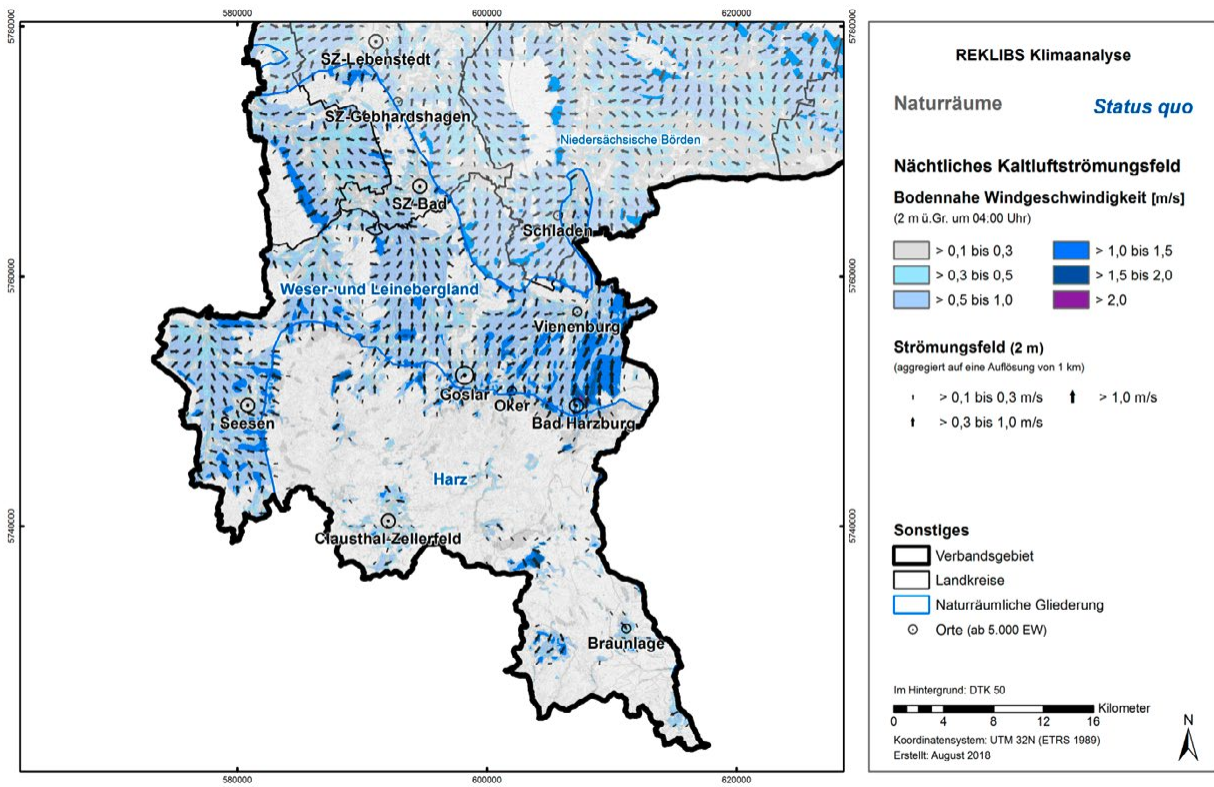 580000
600000
620000
5780000
5780000
SZ-Lebenstedt
SZ-Gebhardshagen
Niedersächsische Börden
SZ-Bad
Schladen
5760000
5760000
Weser- und Leinebergland
Vienenburg
Goslar
Oker
Seesen
Bad Harzburg
Harz
5740000
5740000
Clausthal-Zellerfeld
Braunlage
580000
600000
620000
REKLIBS Klimaanalyse
Naturräume
Status quo
Nächtliches Kaltluftströmungsfeld
Bodennahe Windgeschwindigkeit [m/s]
(2 m ü.Gr. um 04:00 Uhr)
> 0,1 bis 0,3
> 1,0 bis 1,5
> 0,3 bis 0,5
> 1,5 bis 2,0
> 0,5 bis 1,0
> 2,0
Strömungsfeld (2 m)
(aggregiert auf eine Auflösung von 1 km)
> 0,1 bis 0,3 m/s
> 1,0 m/s
> 0,3 bis 1,0 m/s
Sonstiges
Verbandsgebiet
Landkreise
Naturräumliche Gliederung
Orte (ab 5.000 EW)
Im Hintergrund: DTK 50
Kilometer
0 2 4 8 12 16
Koordinatensystem: UTM 32N (ETRS 1989)
Erstellt: August 2018
N